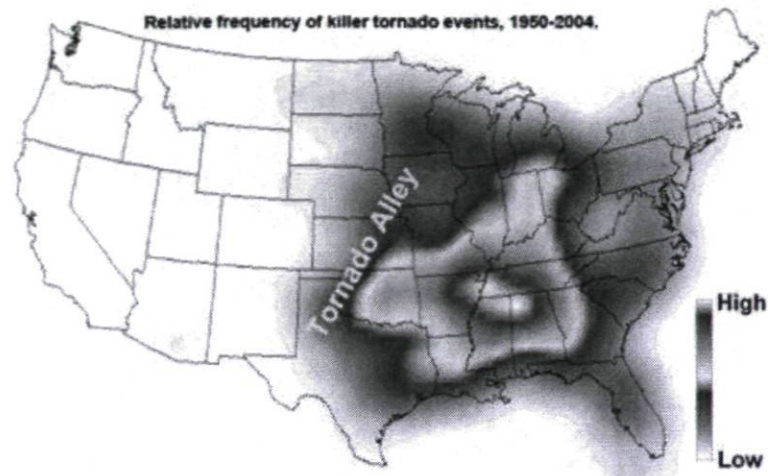 Relative frequency of killer tornado events, 1950-2004.
Tornado Alley
High
Low